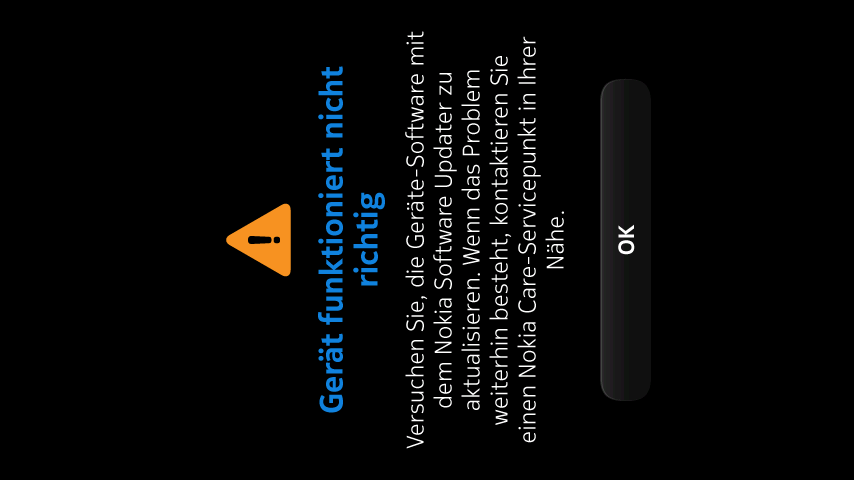 Gerät funktioniert nicht
richtig
Versuchen Sie, die Geräte-Software mit
dem Nokia Software Updater zu
aktualisieren. Wenn das Problem
weiterhin besteht, kontaktieren Sie
einen Nokia Care-Servicepunkt in Ihrer
Nähe.
OK